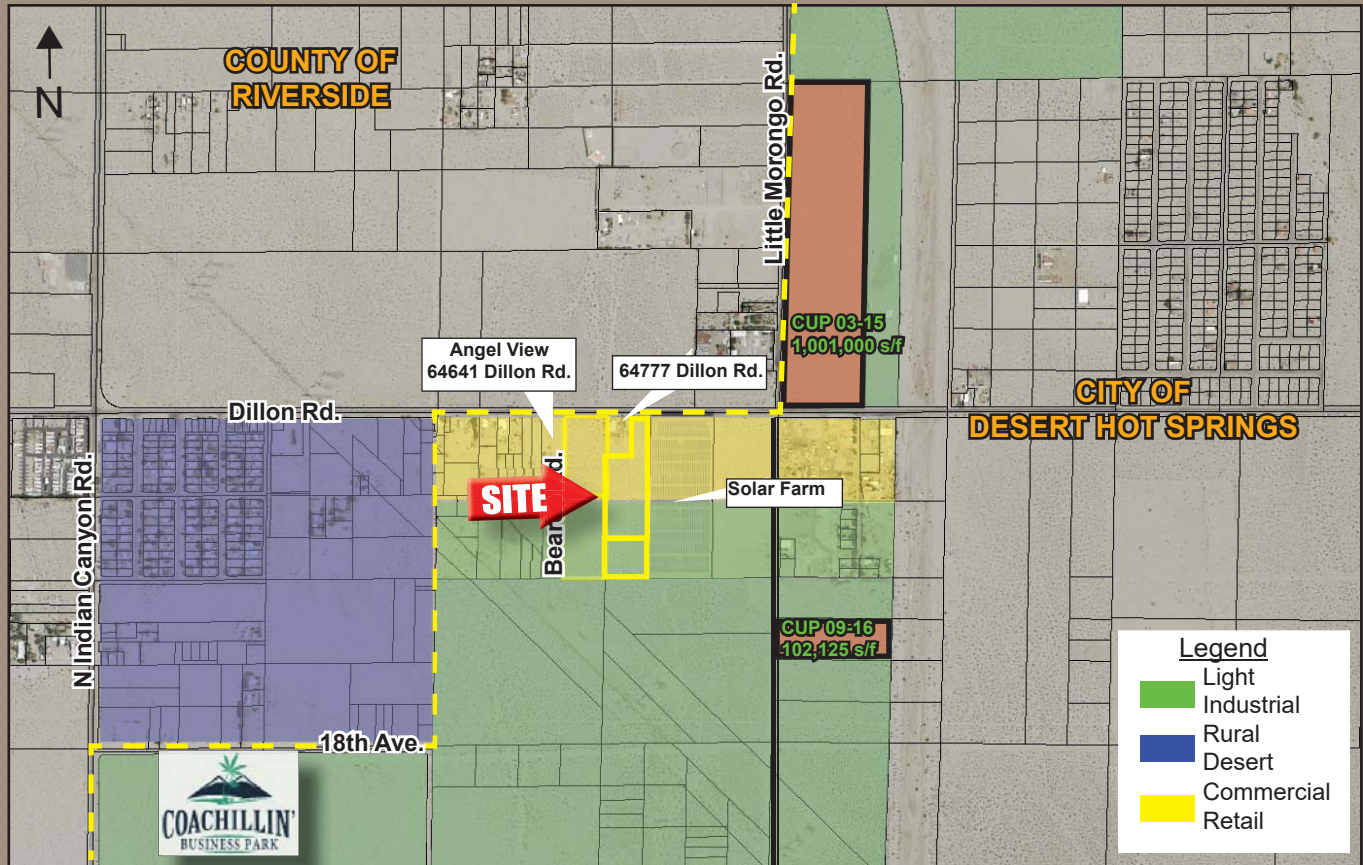 N
COUNTY OF
RIVERSIDE
Little Morongo Rd.
CUP 03-15
1,001,000 s/f
Angel View
64641 Dillon Rd.
64777 Dillon Rd.
CITY OF
DESERT HOT SPRINGS
Dillon Rd.
N Indian Canyon Rd.
SITE
Solar Farm
CUP 09-16
102,125 s/f
18th Ave.
COACHILLIN'
BUSINESS PARK
Legend
Light
Industrial
Rural
Desert
Commercial
Retail